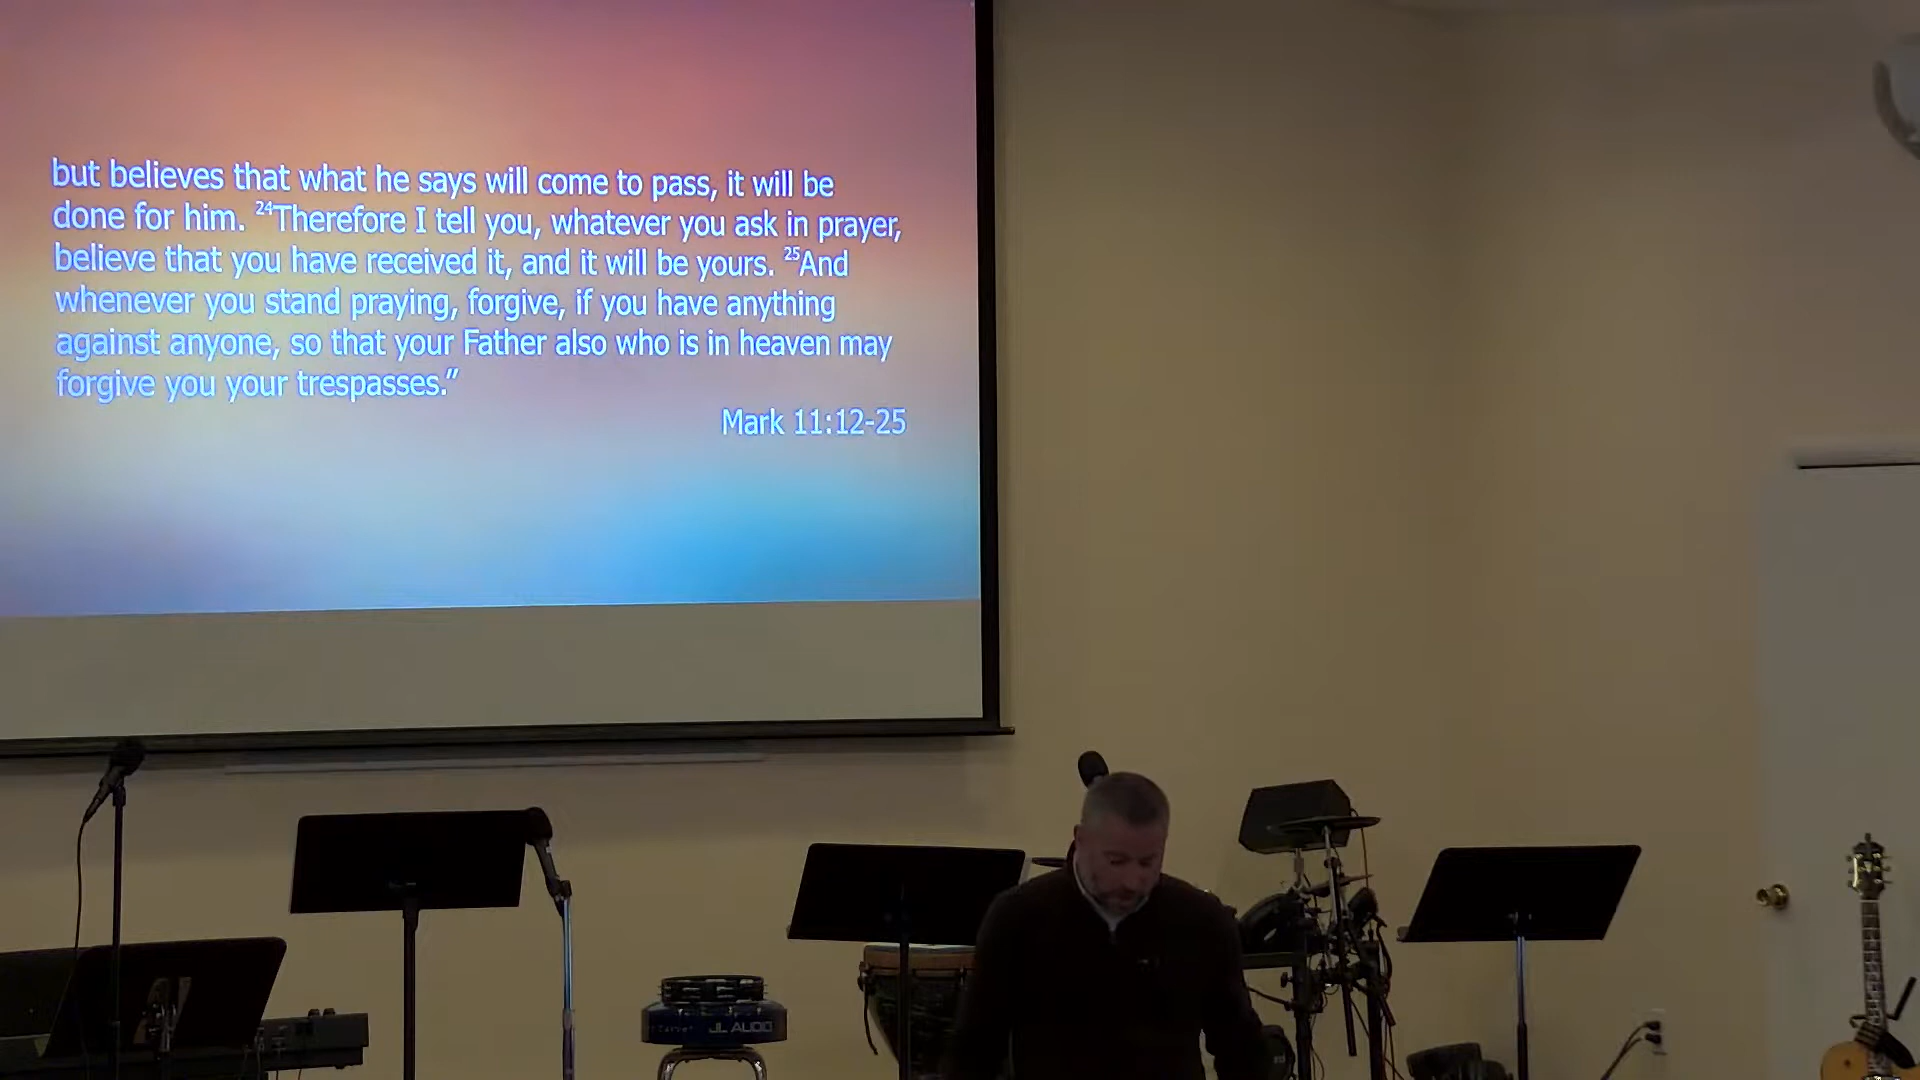 but believes that what he says will come to pass, it will be
done for him. ²⁴Therefore I tell you, whatever you ask in prayer,
believe that you have received it, and it will be yours. ²⁵And
whenever you stand praying, forgive, if you have anything
against anyone, so that your Father also who is in heaven may
forgive you your trespasses.”
Mark 11:12-25
JL AUDIO